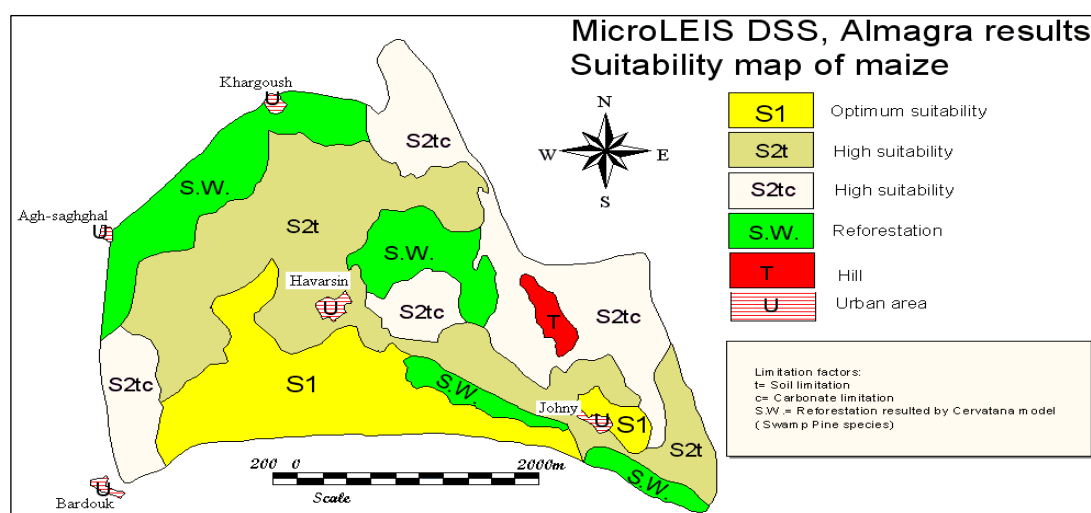 MicroLEIS DSS, Almagra results
Suitability map of maize
Khargoush
U
N
W
E
S
S1 Optimum suitability
S2t High suitability
S2tc High suitability
S.W. Reforestation
T Hill
U Urban area
S2tc
S.W.
Agh-saghghal
U
S2t
S.W.
Havarsin
U
S2tc
T
S2tc
S2tc
S1
S.W.
Johny
U
S1
S2t
S.W.
Bardouk
U
200 0 2000m
Scale
Limitation factors:
t= Soil limitation
c= Carbonate limitation
S.W.= Reforestation resulted by Cervatana model
( Swamp Pine species)